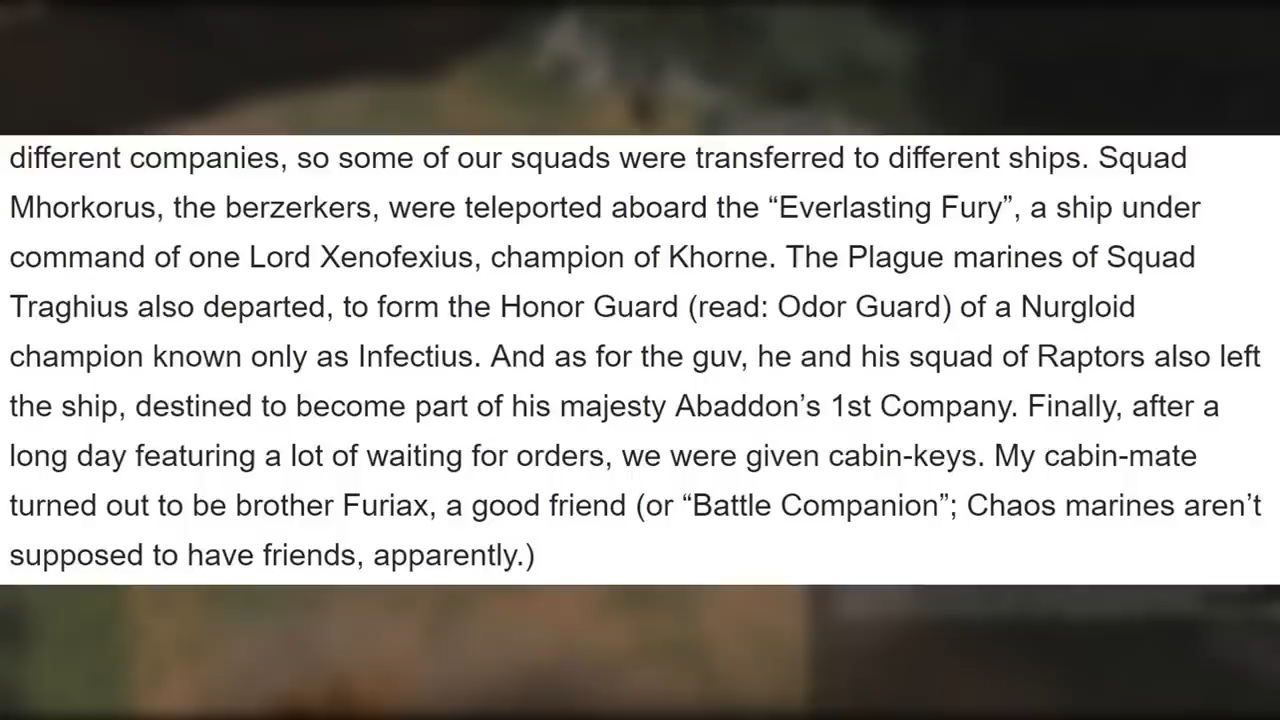 different companies, so some of our squads were transferred to different ships. Squad
Mhorkorus, the berzerkers, were teleported aboard the “Everlasting Fury”, a ship under
command of one Lord Xenofexius, champion of Khorne. The Plague marines of Squad
Traghius also departed, to form the Honor Guard (read: Odor Guard) of a Nurgloid
champion known only as Infectius. And as for the guv, he and his squad of Raptors also left
the ship, destined to become part of his majesty Abaddon’s 1st Company. Finally, after a
long day featuring a lot of waiting for orders, we were given cabin-keys. My cabin-mate
turned out to be brother Furiax, a good friend (or “Battle Companion”; Chaos marines aren’t
supposed to have friends, apparently.)